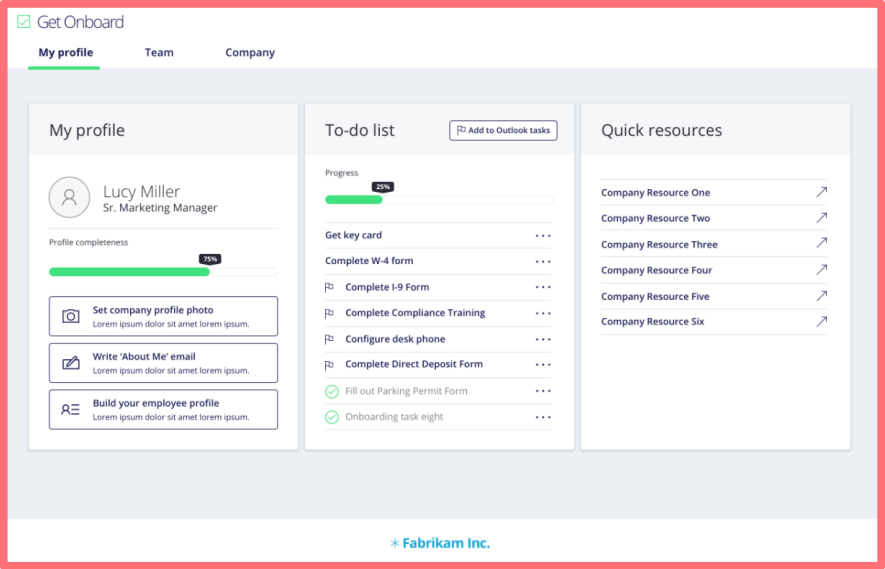 Get Onboard
My profile
Team
Company
My profile
Lucy Miller
Sr. Marketing Manager
Profile completeness
75%
Set company profile photo
Lorem ipsum dolor sit amet lorem ipsum.
Write ‘About Me’ email
Lorem ipsum dolor sit amet lorem ipsum.
Build your employee profile
Lorem ipsum dolor sit amet lorem ipsum.
To-do list
Add to Outlook tasks
Progress
25%
Get key card
Complete W-4 form
Complete I-9 Form
Complete Compliance Training
Configure desk phone
Complete Direct Deposit Form
Fill out Parking Permit Form
Onboarding task eight
Quick resources
Company Resource One
Company Resource Two
Company Resource Three
Company Resource Four
Company Resource Five
Company Resource Six
Fabrikam Inc.